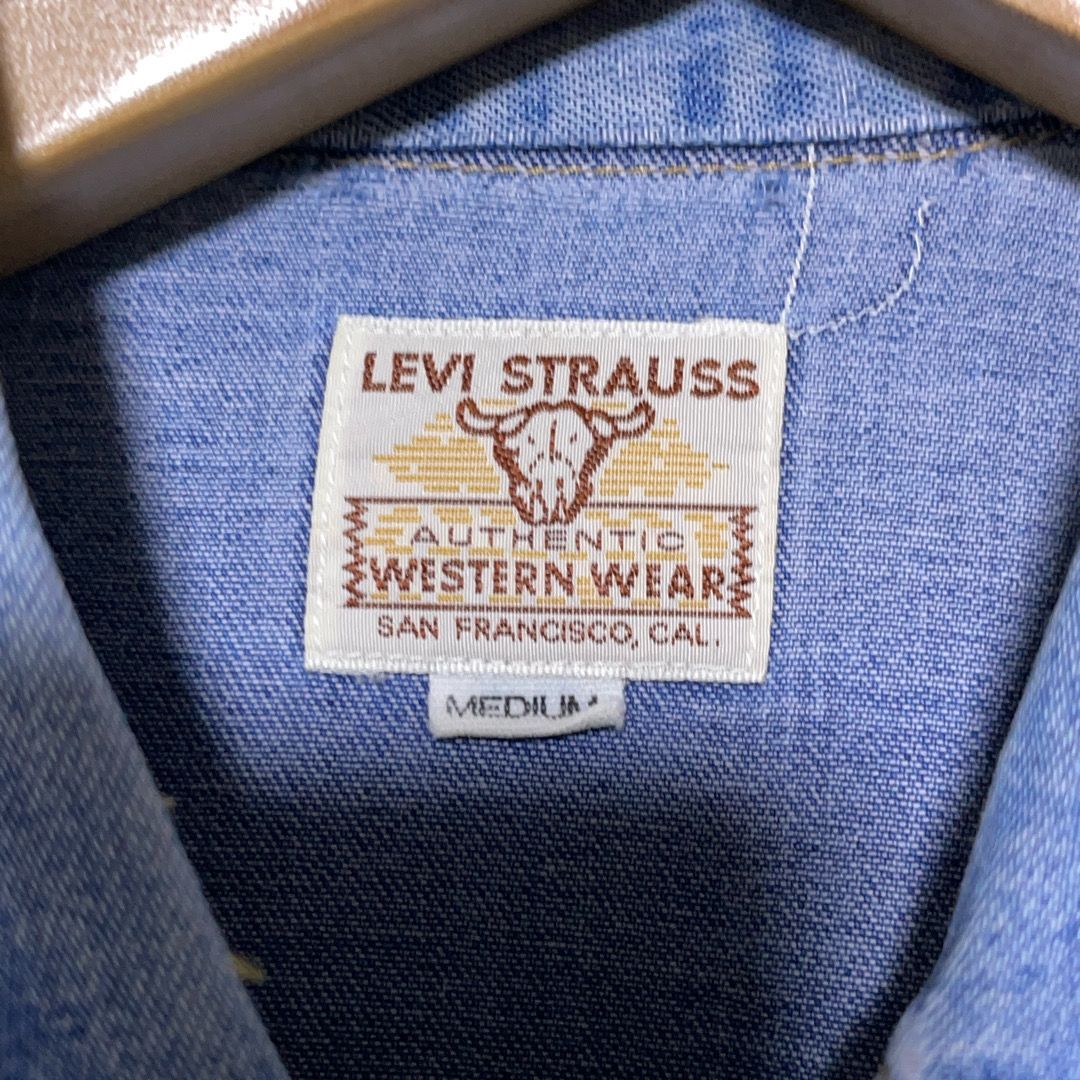 LEVI STRAUSS
AUTHENTIC
WESTERN WEAR
SAN FRANCISCO, CAL.
MEDIUM